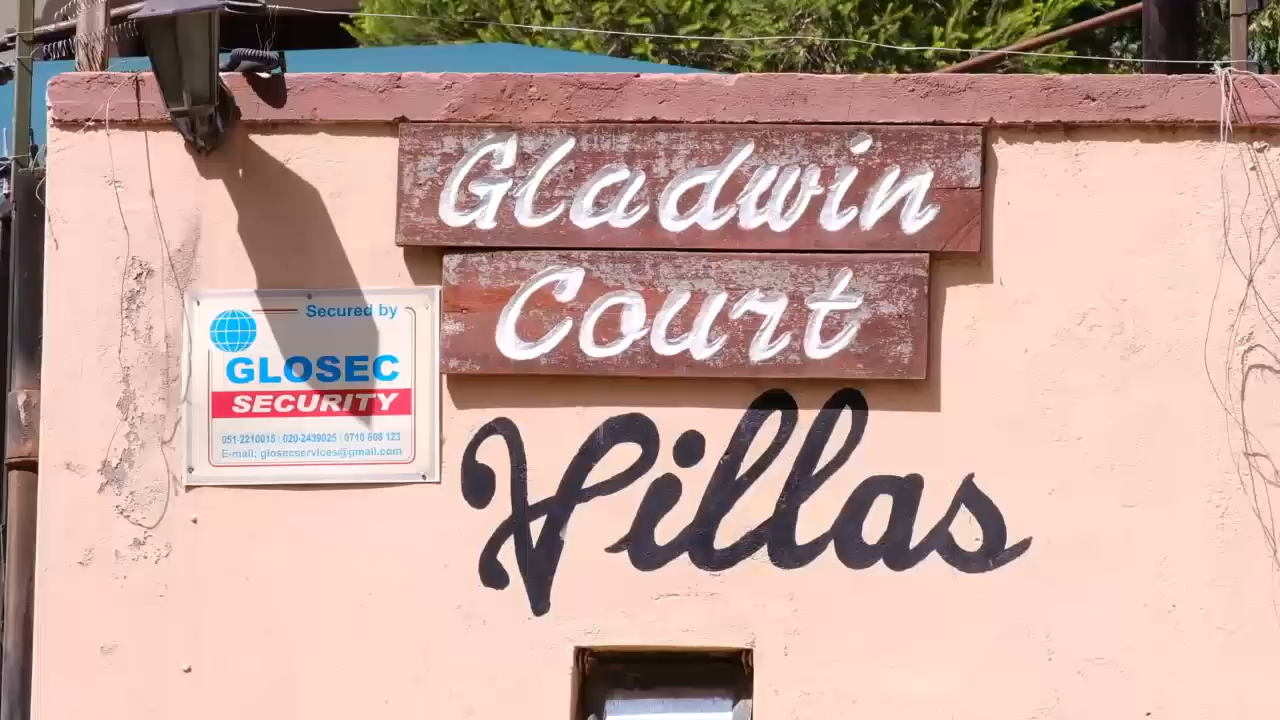 Gladwin
Court
Villas
Secured by
GLOSEC
SECURITY
051-2210015 | 020-2439025 | 0710 608 123
E-mail: glosecservices@gmail.com